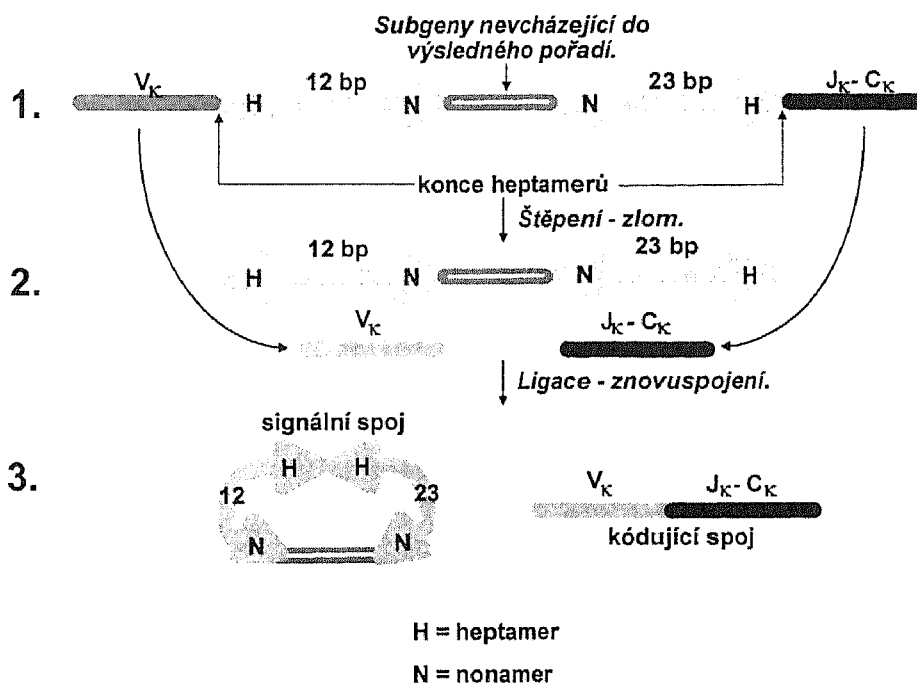 Subgeny nevcházející do
výsledného pořadí.
Vκ
12 bp
23 bp
Jκ- Cκ
1.
H
N
N
H
konce heptamerů
Štěpení - zlom.
12 bp
23 bp
2.
H
N
N
H
Vκ
Jκ- Cκ
Ligace - znovuspojení.
signální spoj
3.
H
H
12
23
N
N
Vκ
Jκ- Cκ
kódující spoj
H = heptamer
N = nonamer